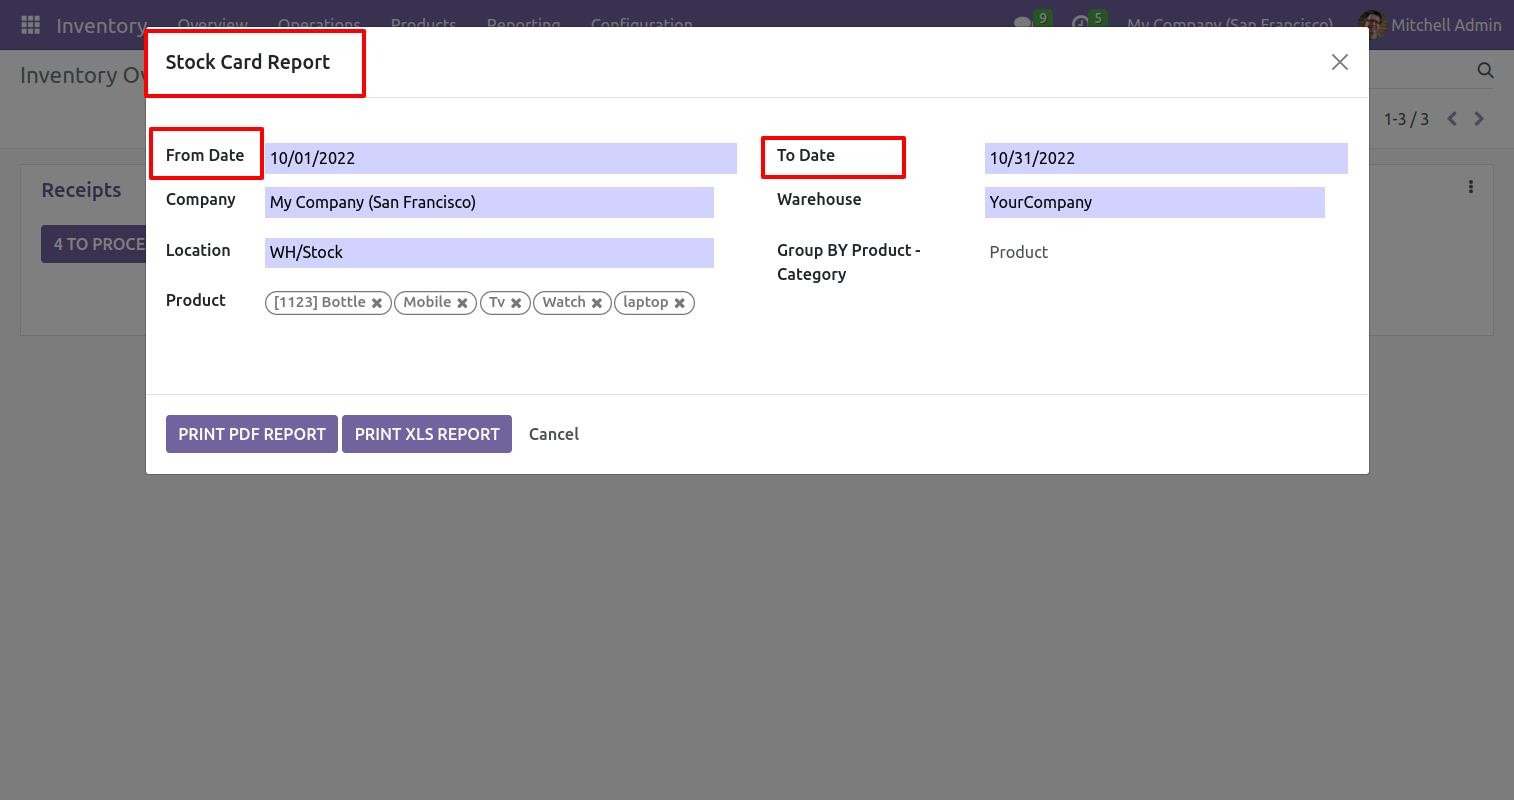 Inventory Overview Operations Products Reporting Configuration 9 5 My Company (San Francisco) Mitchell Admin
Stock Card Report
Inventory Ov
1-3 / 3
From Date 10/01/2022 To Date 10/31/2022
Receipts
Company My Company (San Francisco) Warehouse YourCompany
4 TO PROCE
Location WH/Stock Group BY Product - Category Product
Product [1123] Bottle Mobile Tv Watch laptop
PRINT PDF REPORT PRINT XLS REPORT Cancel